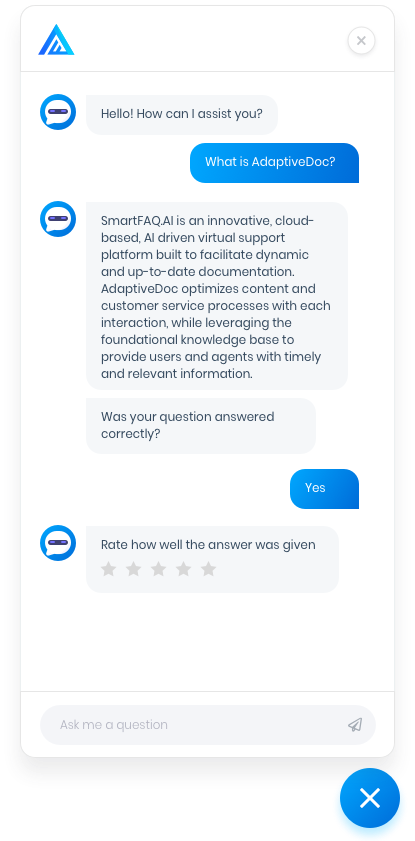 Hello! How can I assist you?
What is AdaptiveDoc?
SmartFAQ.AI is an innovative, cloud-
based, AI driven virtual support
platform built to facilitate dynamic
and up-to-date documentation.
AdaptiveDoc optimizes content and
customer service processes with each
interaction, while leveraging the
foundational knowledge base to
provide users and agents with timely
and relevant information.
Was your question answered
correctly?
Yes
Rate how well the answer was given
Ask me a question